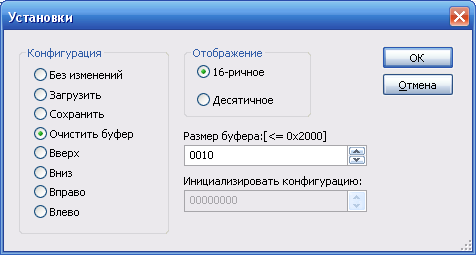 Установки
Конфигурация
Без изменений
Загрузить
Сохранить
Очистить буфер
Вверх
Вниз
Вправо
Влево
Отображение
16-ричное
Десятичное
Размер буфера:[<= 0x2000]
0010
Инициализировать конфигурацию:
00000000
OK
Отмена